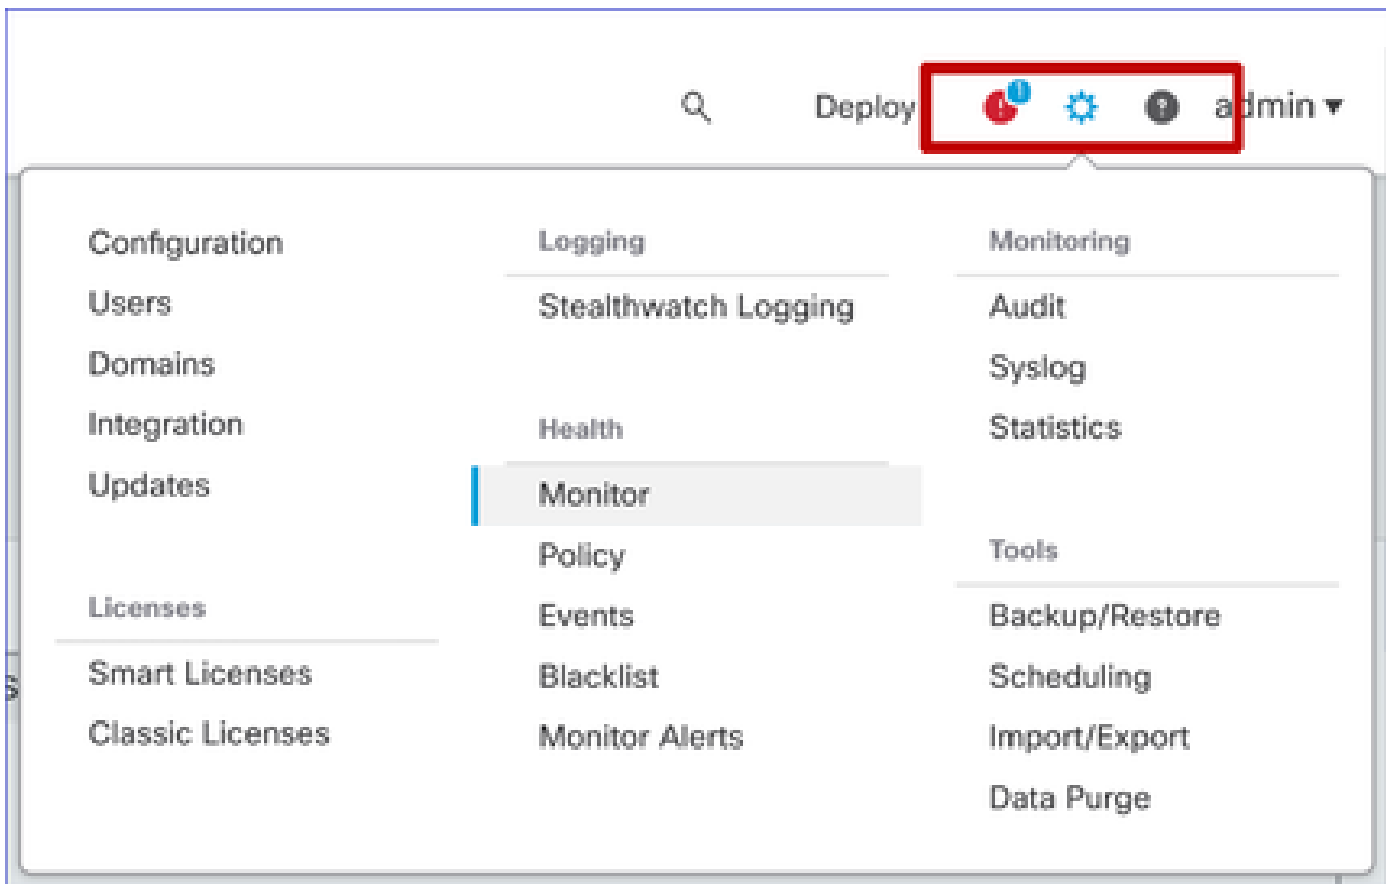 Deploy admin
Configuration
Users
Domains
Integration
Updates
Licenses
Smart Licenses
Classic Licenses
Logging
Stealthwatch Logging
Health
Monitor
Policy
Events
Blacklist
Monitor Alerts
Monitoring
Audit
Syslog
Statistics
Tools
Backup/Restore
Scheduling
Import/Export
Data Purge